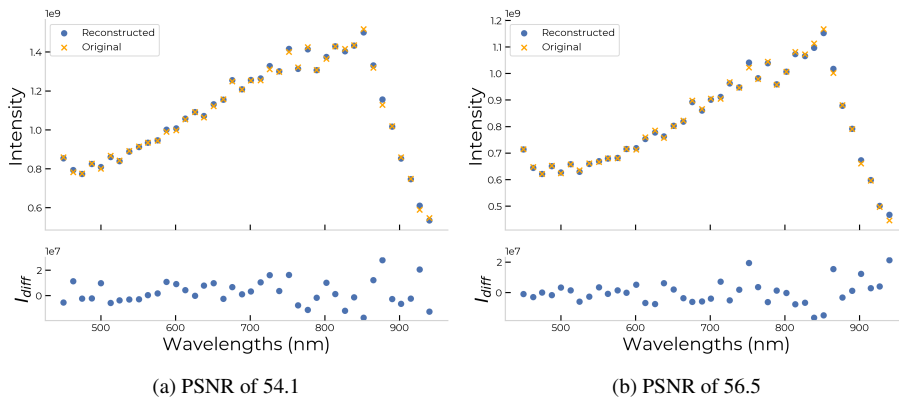 1e9
Reconstructed
Original
1.4
1.2
1.0
0.8
0.6
Intensity
1e7
2
0
I_diff
500 600 700 800 900
Wavelengths (nm)
(a) PSNR of 54.1
1e9
1.2
Reconstructed
Original
1.1
1.0
0.9
0.8
0.7
0.6
0.5
Intensity
1e7
2
0
I_diff
500 600 700 800 900
Wavelengths (nm)
(b) PSNR of 56.5